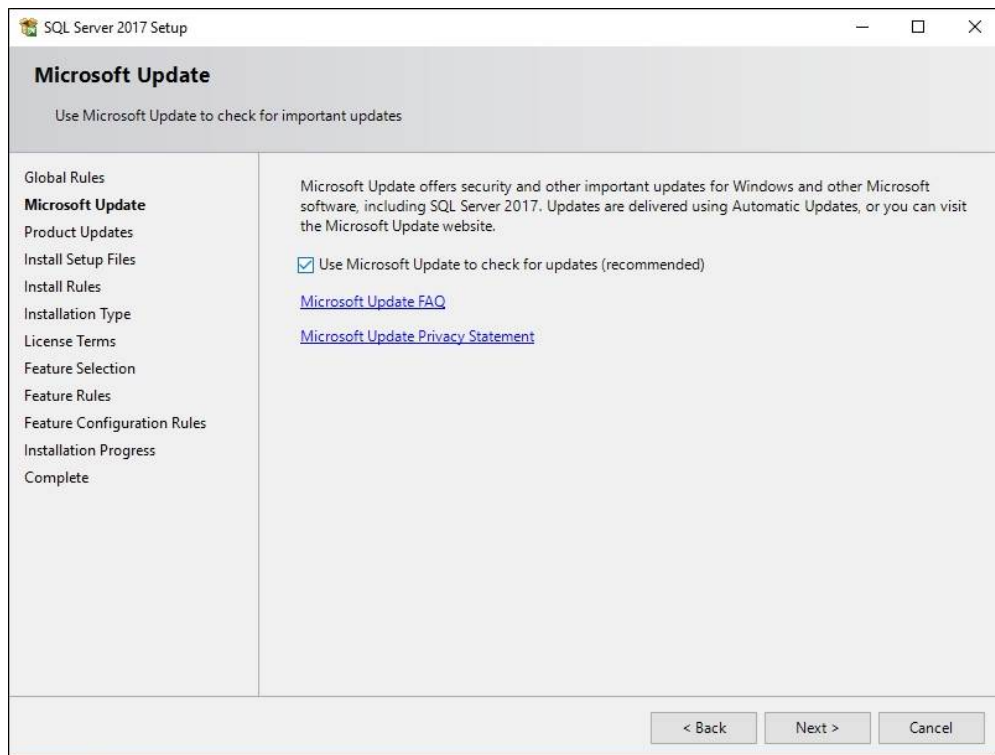 SQL Server 2017 Setup
Microsoft Update
Use Microsoft Update to check for important updates
Global Rules
Microsoft Update
Product Updates
Install Setup Files
Install Rules
Installation Type
License Terms
Feature Selection
Feature Rules
Feature Configuration Rules
Installation Progress
Complete
Microsoft Update offers security and other important updates for Windows and other Microsoft
software, including SQL Server 2017. Updates are delivered using Automatic Updates, or you can visit
the Microsoft Update website.
Use Microsoft Update to check for updates (recommended)
Microsoft Update FAQ
Microsoft Update Privacy Statement
< Back
Next >
Cancel